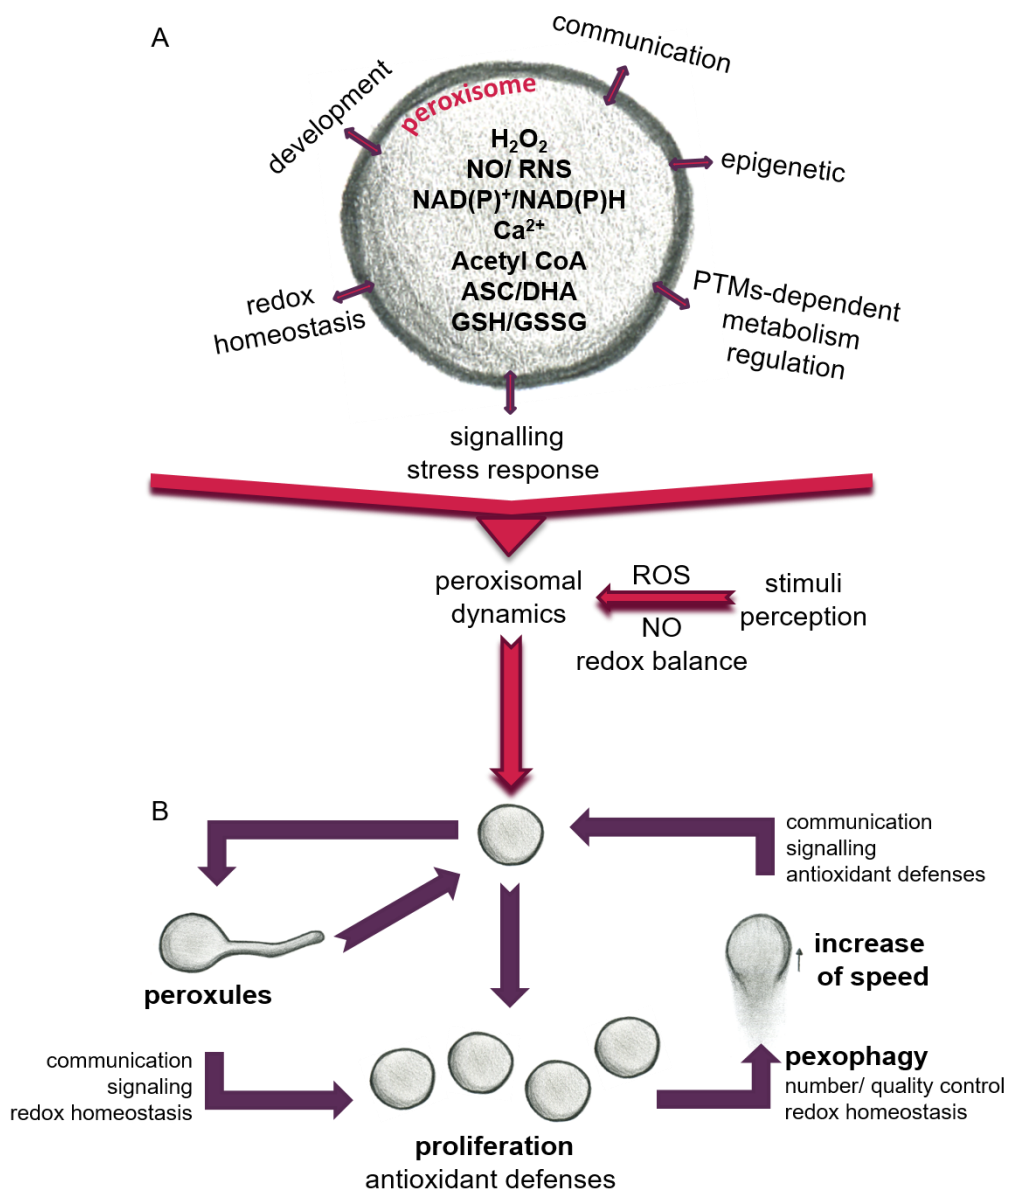 A
communication
peroxisome
development
H₂O₂
NO/ RNS
epigenetic
NAD(P)⁺/NAD(P)H
Ca²⁺
Acetyl CoA
ASC/DHA
GSH/GSSG
redox
homeostasis
PTMs-dependent
metabolism
regulation
signalling
stress response
peroxisomal
dynamics
ROS
NO
redox balance
stimuli
perception
B
communication
signalling
antioxidant defenses
peroxules
increase
of speed
communication
signaling
redox homeostasis
pexophagy
number/ quality control
redox homeostasis
proliferation
antioxidant defenses